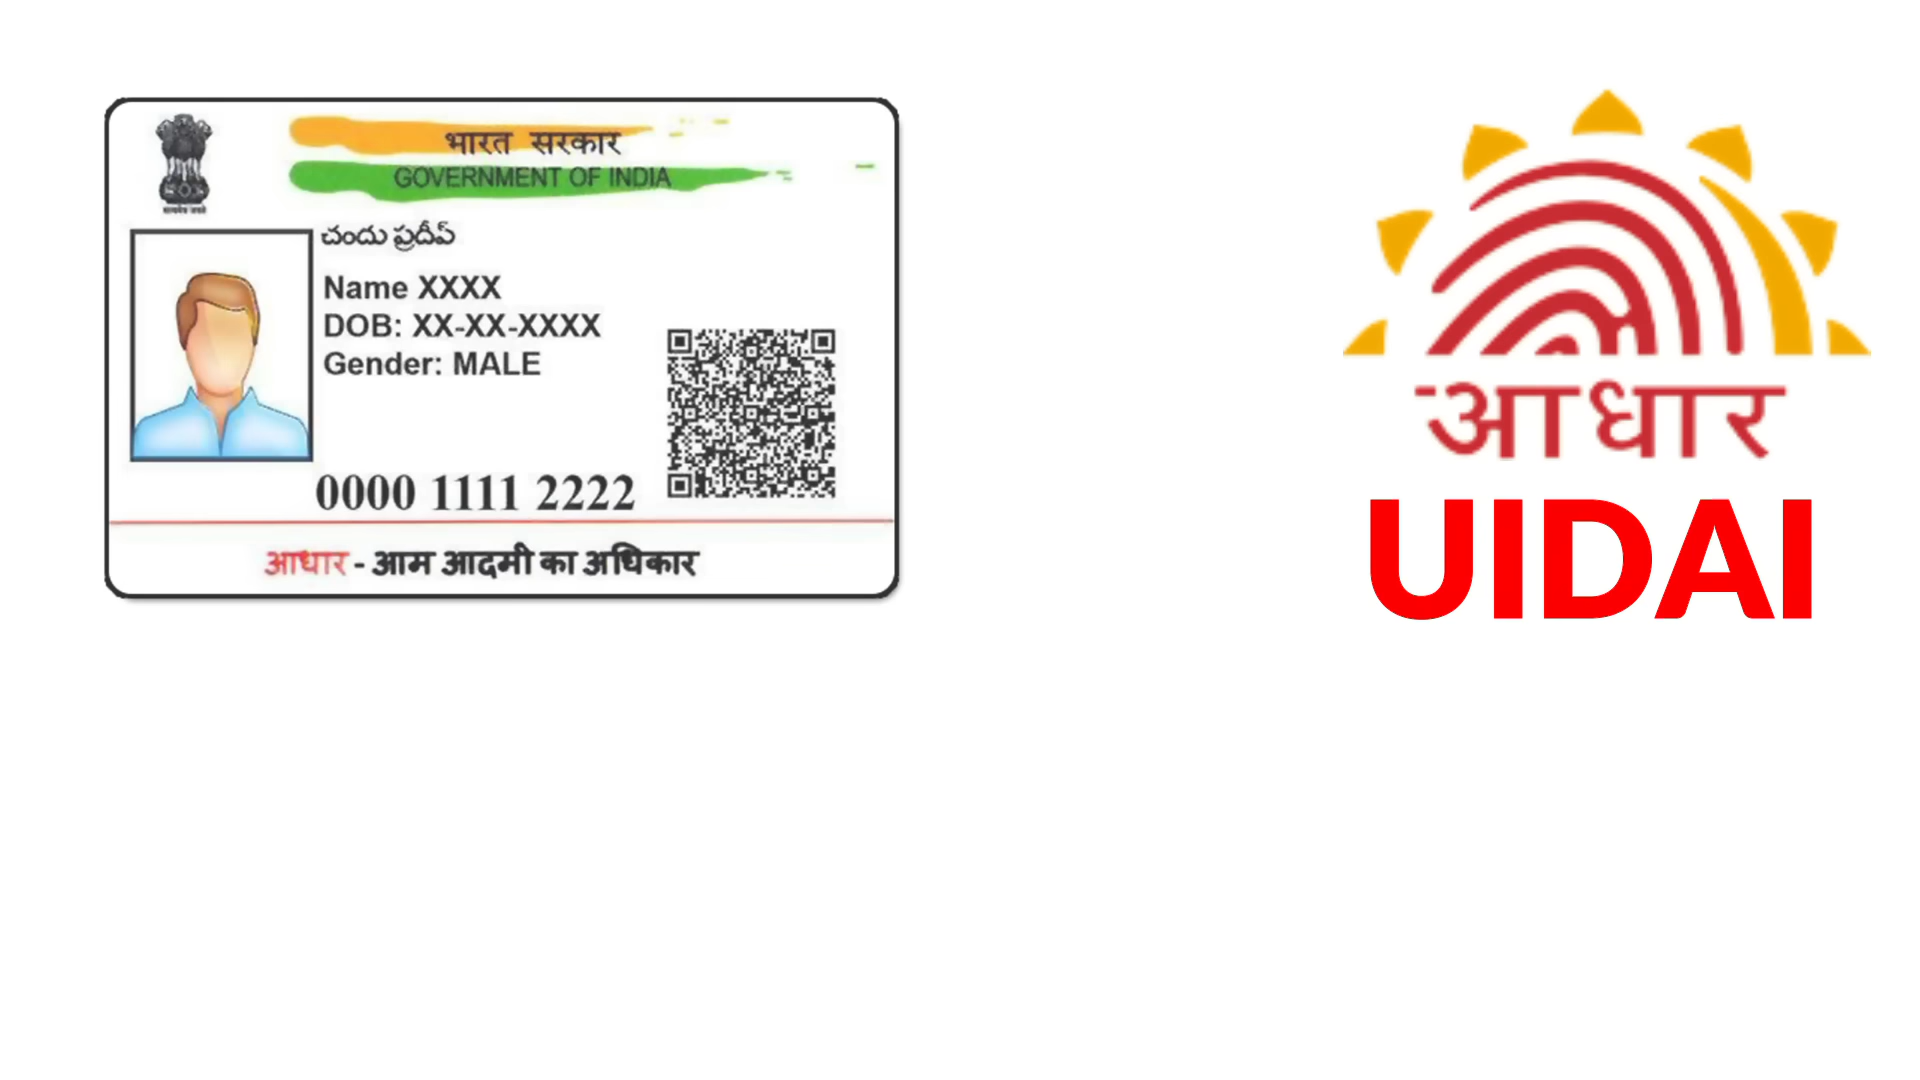 भारत सरकार
GOVERNMENT OF INDIA
చందు ప్రదీప్
Name XXXX
DOB: XX-XX-XXXX
Gender: MALE
0000 1111 2222
आधार - आम आदमी का अधिकार
आधार
UIDAI